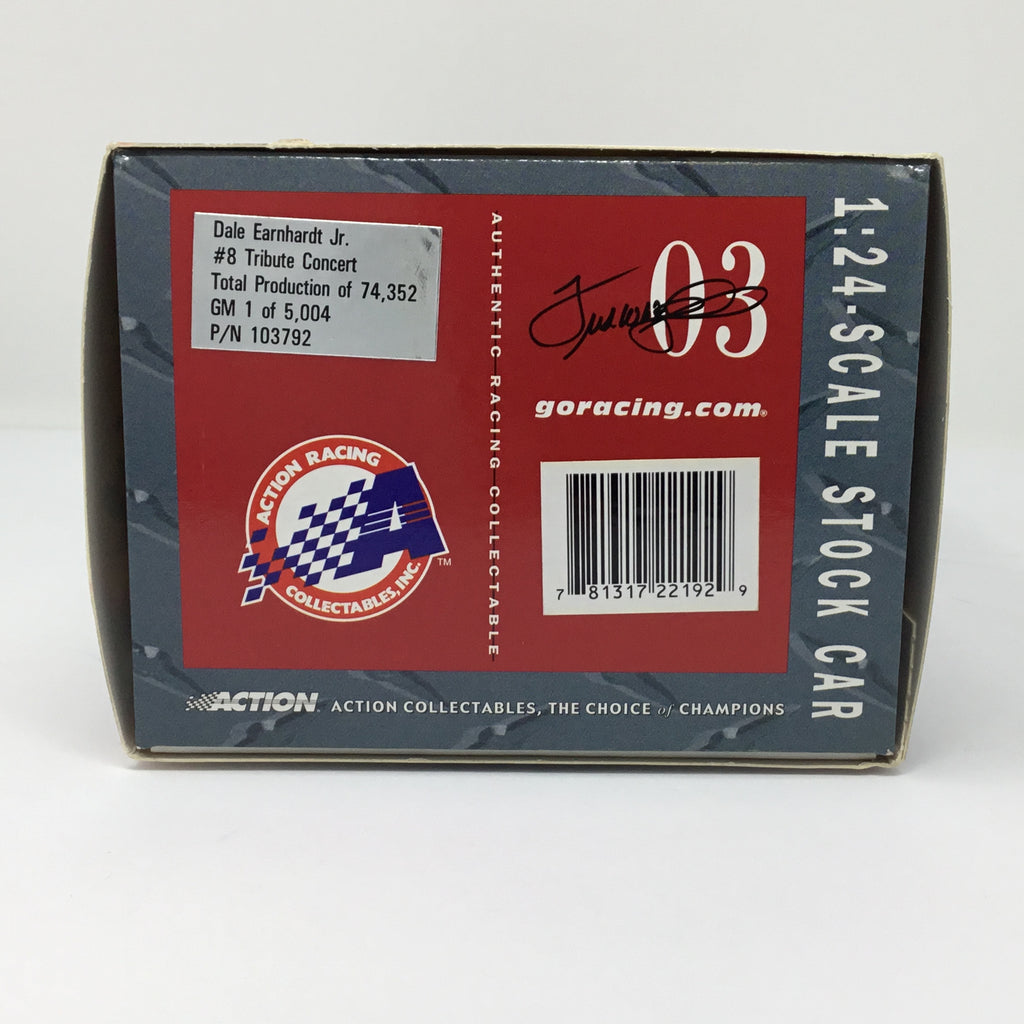 Dale Earnhardt Jr.
#8 Tribute Concert
Total Production of 74,352
GM 1 of 5,004
P/N 103792
AUTHENTIC RACING COLLECTABLE
03
goracing.com®
7 81317 22192 9
ACTION RACING
COLLECTABLES, INC.
TM
ACTION
ACTION COLLECTABLES, THE CHOICE of CHAMPIONS
1:24-SCALE STOCK CAR